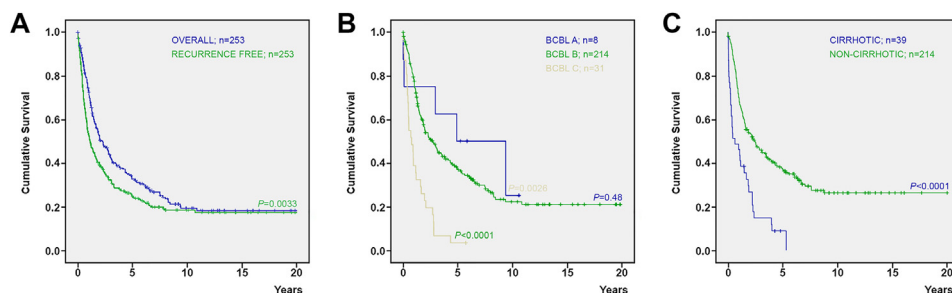 A
OVERALL; n=253
RECURRENCE FREE; n=253
Cumulative Survival
1.0
0.8
0.6
0.4
0.2
0.0
P=0.0033
0
5
10
15
20
Years
B
BCBL A; n=8
BCBL B; n=214
BCBL C; n=31
Cumulative Survival
1.0
0.8
0.6
0.4
0.2
0.0
P=0.0026
P=0.48
P<0.0001
0
5
10
15
20
Years
C
CIRRHOTIC; n=39
NON-CIRRHOTIC; n=214
Cumulative Survival
1.0
0.8
0.6
0.4
0.2
0.0
P<0.0001
0
5
10
15
20
Years